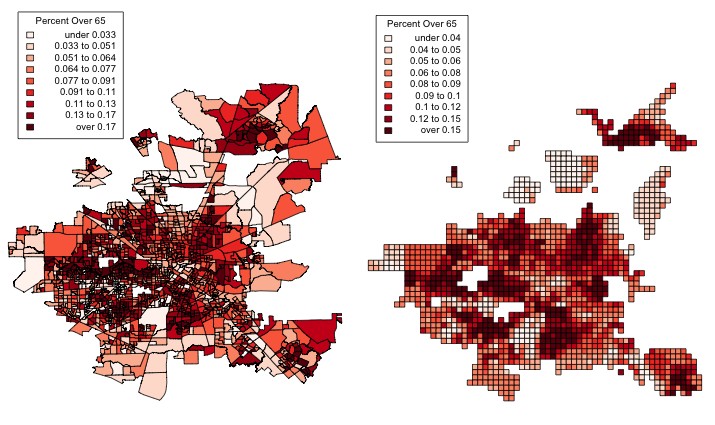 Percent Over 65
under 0.033
0.033 to 0.051
0.051 to 0.064
0.064 to 0.077
0.077 to 0.091
0.091 to 0.11
0.11 to 0.13
0.13 to 0.17
over 0.17
Percent Over 65
under 0.04
0.04 to 0.05
0.05 to 0.06
0.06 to 0.08
0.08 to 0.09
0.09 to 0.1
0.1 to 0.12
0.12 to 0.15
over 0.15